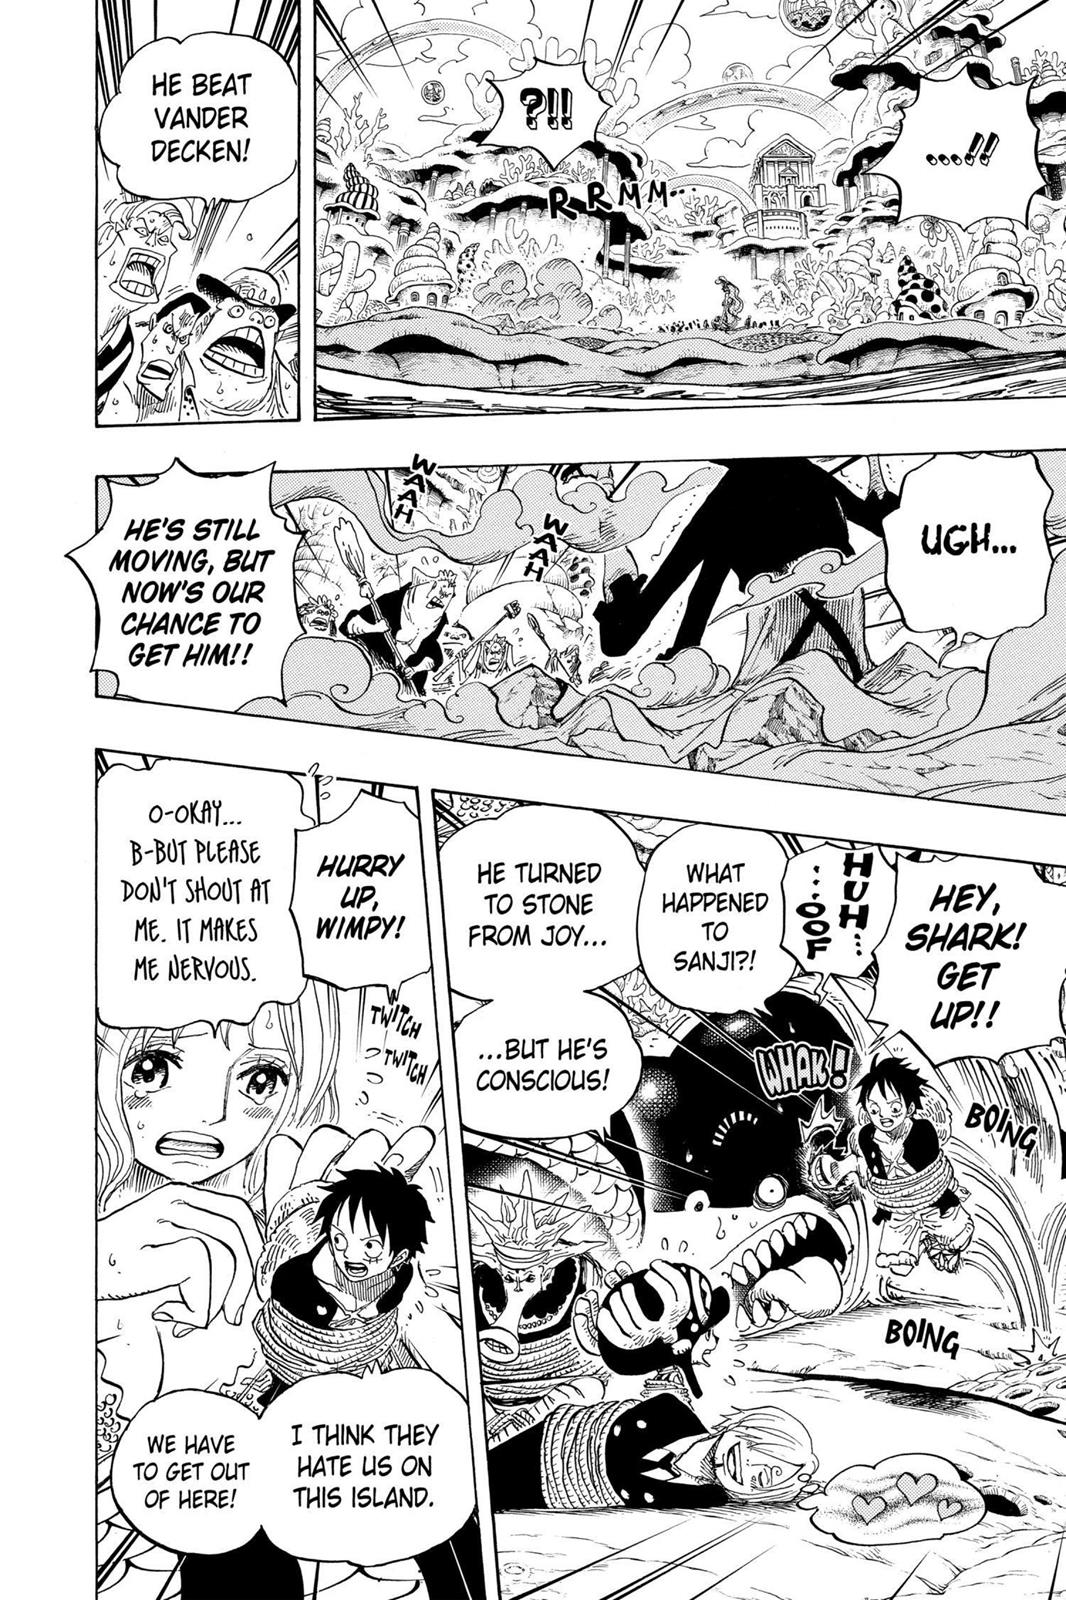 ....!!
?!!
RRMM...
HE BEAT
VANDER
DECKEN!
UGH...
WAAH
WAAH
HE'S STILL
MOVING, BUT
NOW'S OUR
CHANCE TO
GET HIM!!
HEY,
SHARK!
GET
UP!!
HUH...
...OOF
WHAT
HAPPENED
TO
SANJI?!
HE TURNED
TO STONE
FROM JOY...
...BUT HE'S
CONSCIOUS!
WHAK!
BOING
BOING
HURRY
UP,
WIMPY!
O-OKAY...
B-BUT PLEASE
DON'T SHOUT AT
ME. IT MAKES
ME NERVOUS.
TWITCH
TWITCH
I THINK THEY
HATE US ON
THIS ISLAND.
WE HAVE
TO GET OUT
OF HERE!